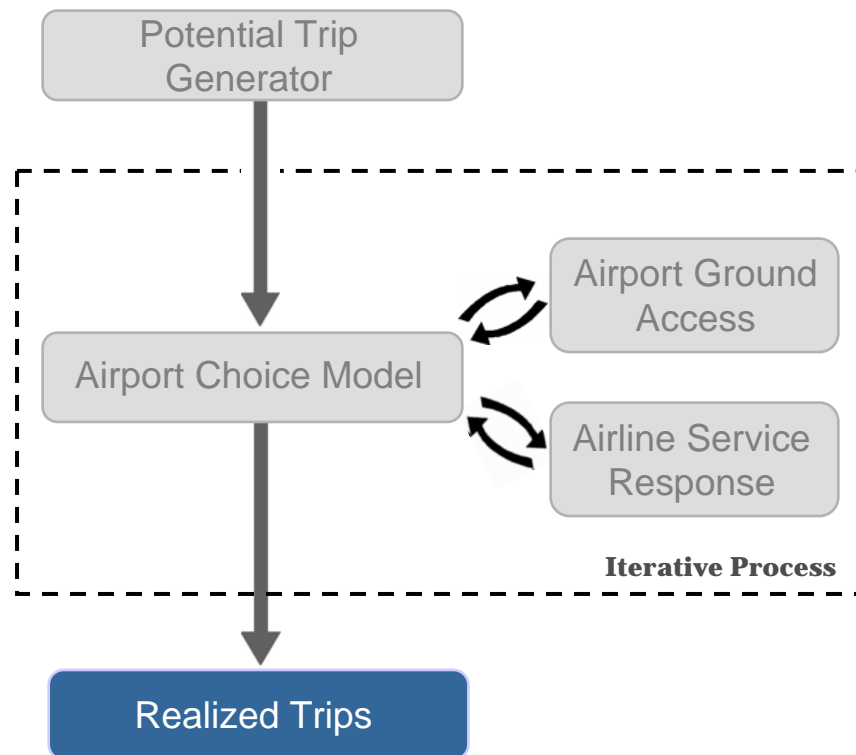 Potential Trip
Generator
Airport Ground
Access
Airport Choice Model
Airline Service
Response
Iterative Process
Realized Trips